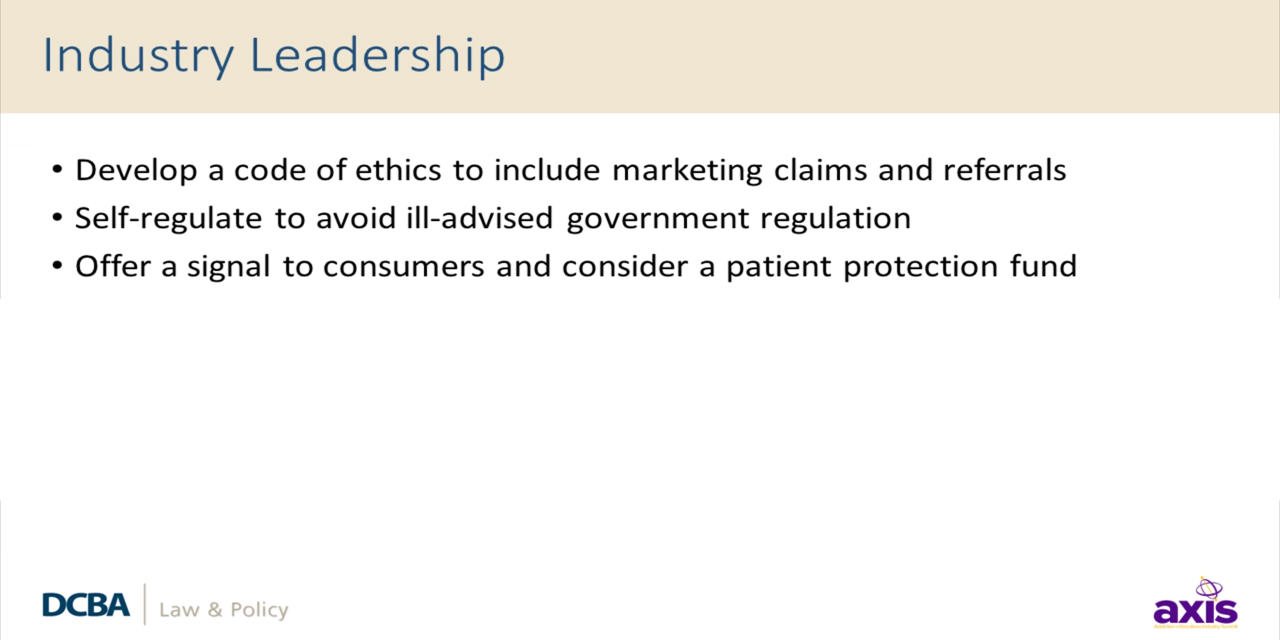 Industry Leadership
• Develop a code of ethics to include marketing claims and referrals
• Self-regulate to avoid ill-advised government regulation
• Offer a signal to consumers and consider a patient protection fund
DCBA Law & Policy
axis